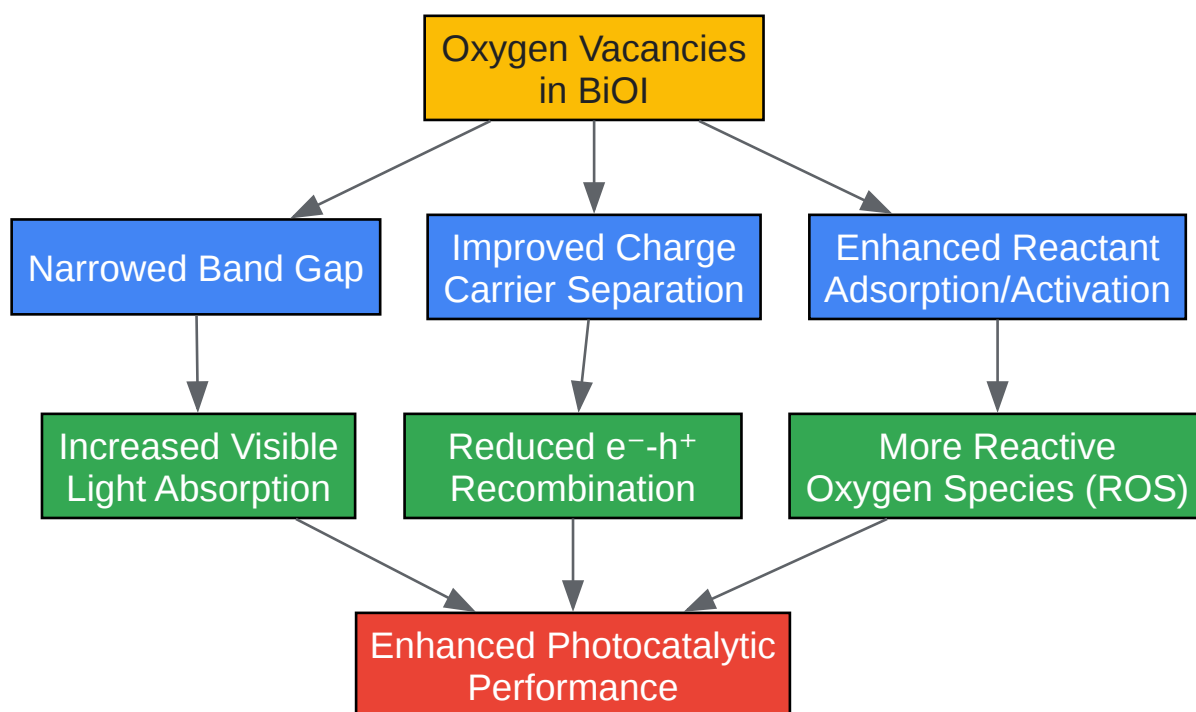 Oxygen Vacancies
in BiOI
Narrowed Band Gap
Improved Charge
Carrier Separation
Enhanced Reactant
Adsorption/Activation
Increased Visible
Light Absorption
Reduced e⁻-h⁺
Recombination
More Reactive
Oxygen Species (ROS)
Enhanced Photocatalytic
Performance